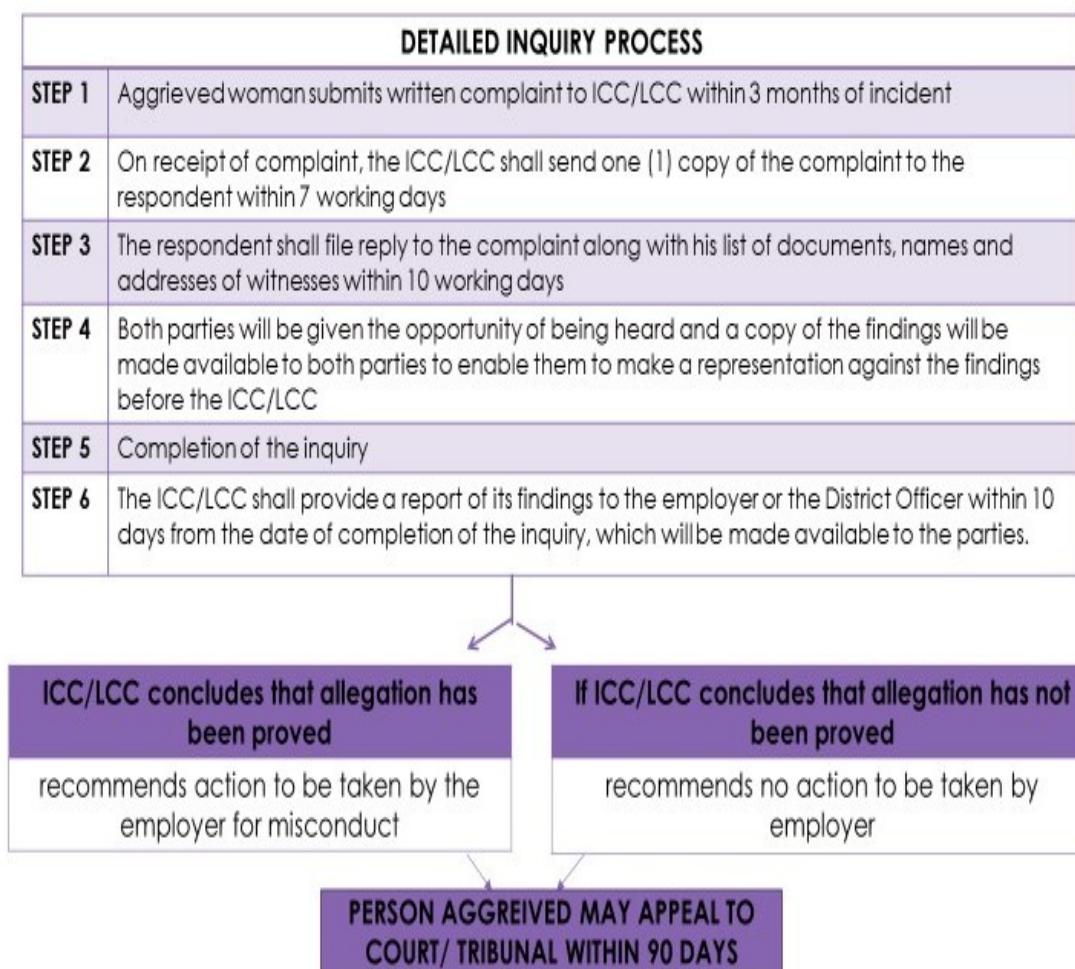 DETAILED INQUIRY PROCESS
STEP 1 Aggrieved woman submits written complaint to ICC/LCC within 3 months of incident
STEP 2 On receipt of complaint, the ICC/LCC shall send one (1) copy of the complaint to the
respondent within 7 working days
STEP 3 The respondent shall file reply to the complaint along with his list of documents, names and
addresses of witnesses within 10 working days
STEP 4 Both parties will be given the opportunity of being heard and a copy of the findings will be
made available to both parties to enable them to make a representation against the findings
before the ICC/LCC
STEP 5 Completion of the inquiry
STEP 6 The ICC/LCC shall provide a report of its findings to the employer or the District Officer within 10
days from the date of completion of the inquiry, which will be made available to the parties.
ICC/LCC concludes that allegation has
been proved
recommends action to be taken by the
employer for misconduct
If ICC/LCC concludes that allegation has not
been proved
recommends no action to be taken by
employer
PERSON AGGREIVED MAY APPEAL TO
COURT/ TRIBUNAL WITHIN 90 DAYS